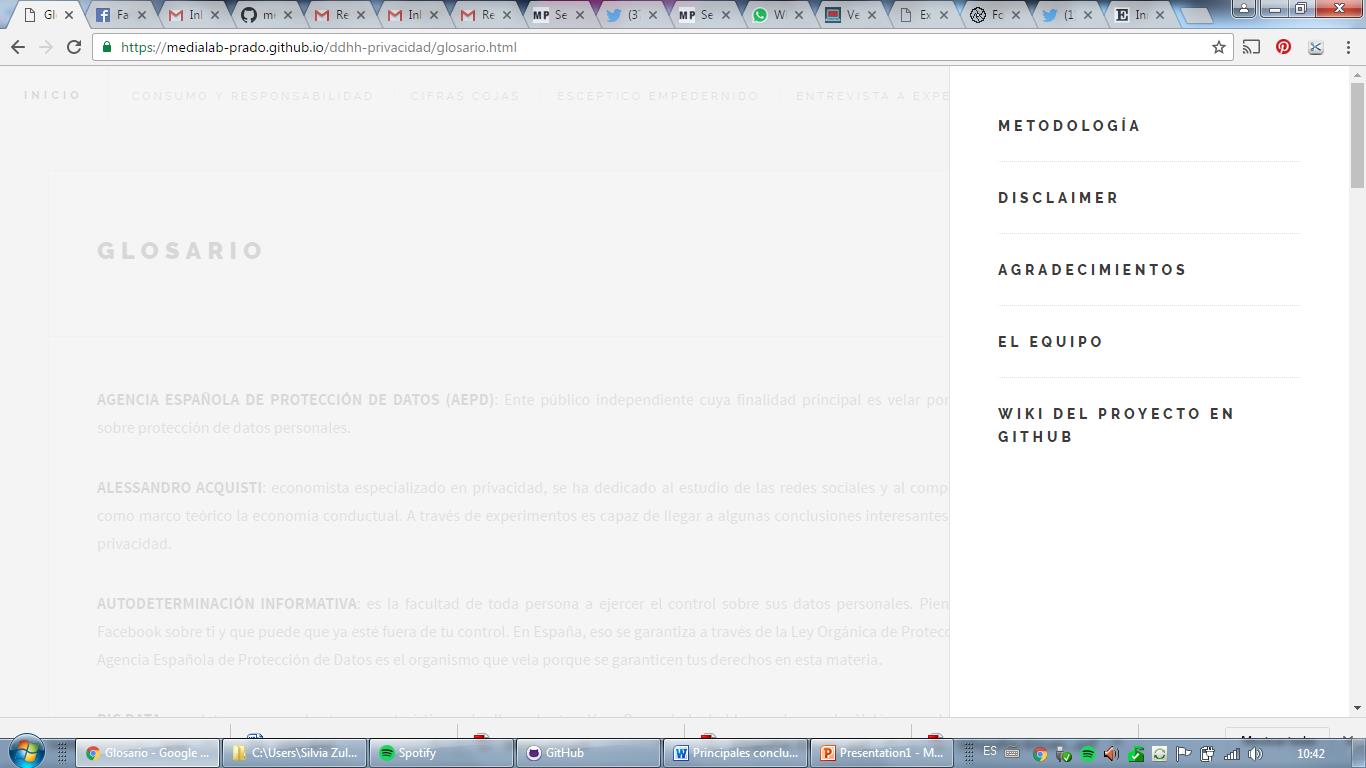 Gl
Fa
Inl
me
Re
Inl
Re
MP Se
(3
MP Se
W
Ve
Ex
Fo
(1
E In
https://medialab-prado.github.io/ddhh-privacidad/glosario.html
INICIO
CONSUMO Y RESPONSABILIDAD
CIFRAS COJAS
ESCEPTICO EMPEDERNIDO
ENTREVISTA A EXPE
METODOLOGÍA
DISCLAIMER
AGRADECIMIENTOS
EL EQUIPO
WIKI DEL PROYECTO EN
GITHUB
GLOSARIO
AGENCIA ESPAÑOLA DE PROTECCIÓN DE DATOS (AEPD): Ente público independiente cuya finalidad principal es velar por
sobre protección de datos personales.
ALESSANDRO ACQUISTI: economista especializado en privacidad, se ha dedicado al estudio de las redes sociales y al comp
como marco teórico la economía conductual. A través de experimentos es capaz de llegar a algunas conclusiones interesantes
privacidad.
AUTODETERMINACIÓN INFORMATIVA: es la facultad de toda persona a ejercer el control sobre sus datos personales. Pien
Facebook sobre ti y que puede que ya esté fuera de tu control. En España, eso se garantiza a través de la Ley Orgánica de Protecc
Agencia Española de Protección de Datos es el organismo que vela porque se garanticen tus derechos en esta materia.
BIG DATA
Glosario - Google ...
C:\Users\Silvia Zul...
Spotify
GitHub
Principales conclu...
Presentation1 - M...
ES
10:42